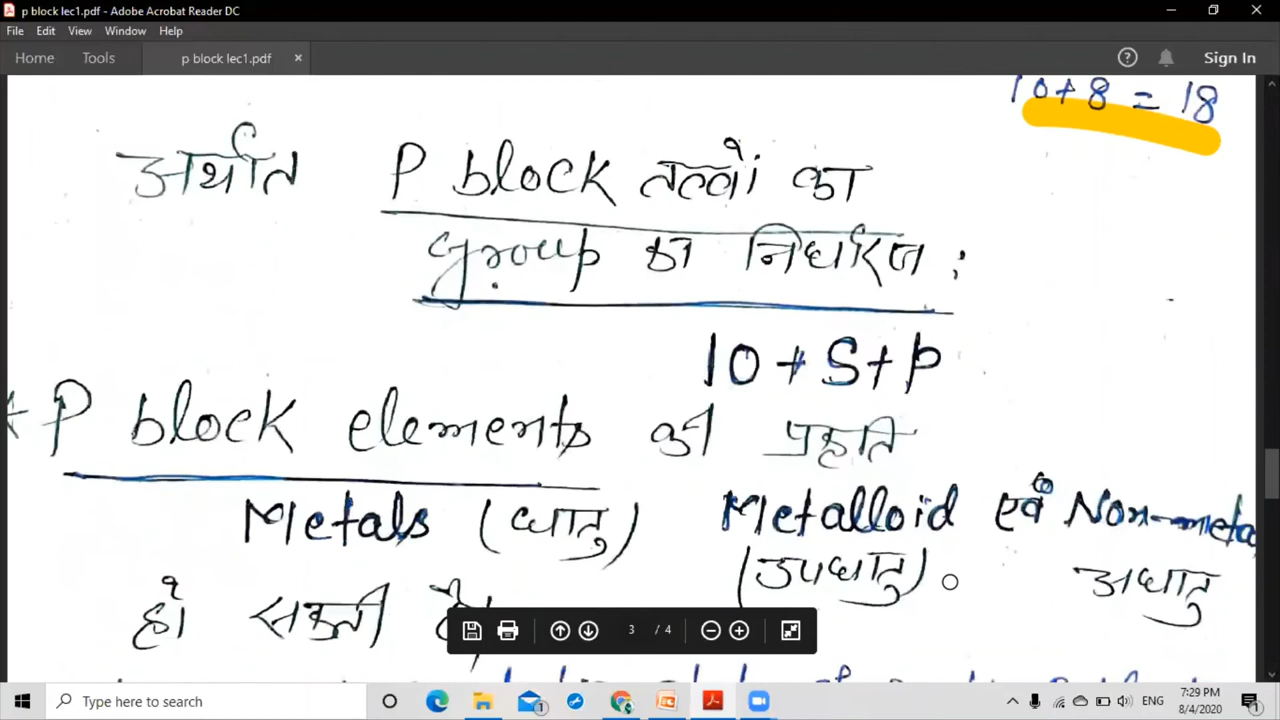 p block lec1.pdf - Adobe Acrobat Reader DC
File Edit View Window Help
Home Tools p block lec1.pdf × ? Sign In
10+8 = 18
अर्थात P block तत्वों का
group का निर्धारण :
10 + S + P
P block elements की प्रकृति
Metals (धातु) Metalloid एवं Non-meta
(उपधातु) अधातु
हो सकती है
3 / 4
Type here to search
ENG
7:29 PM
8/4/2020